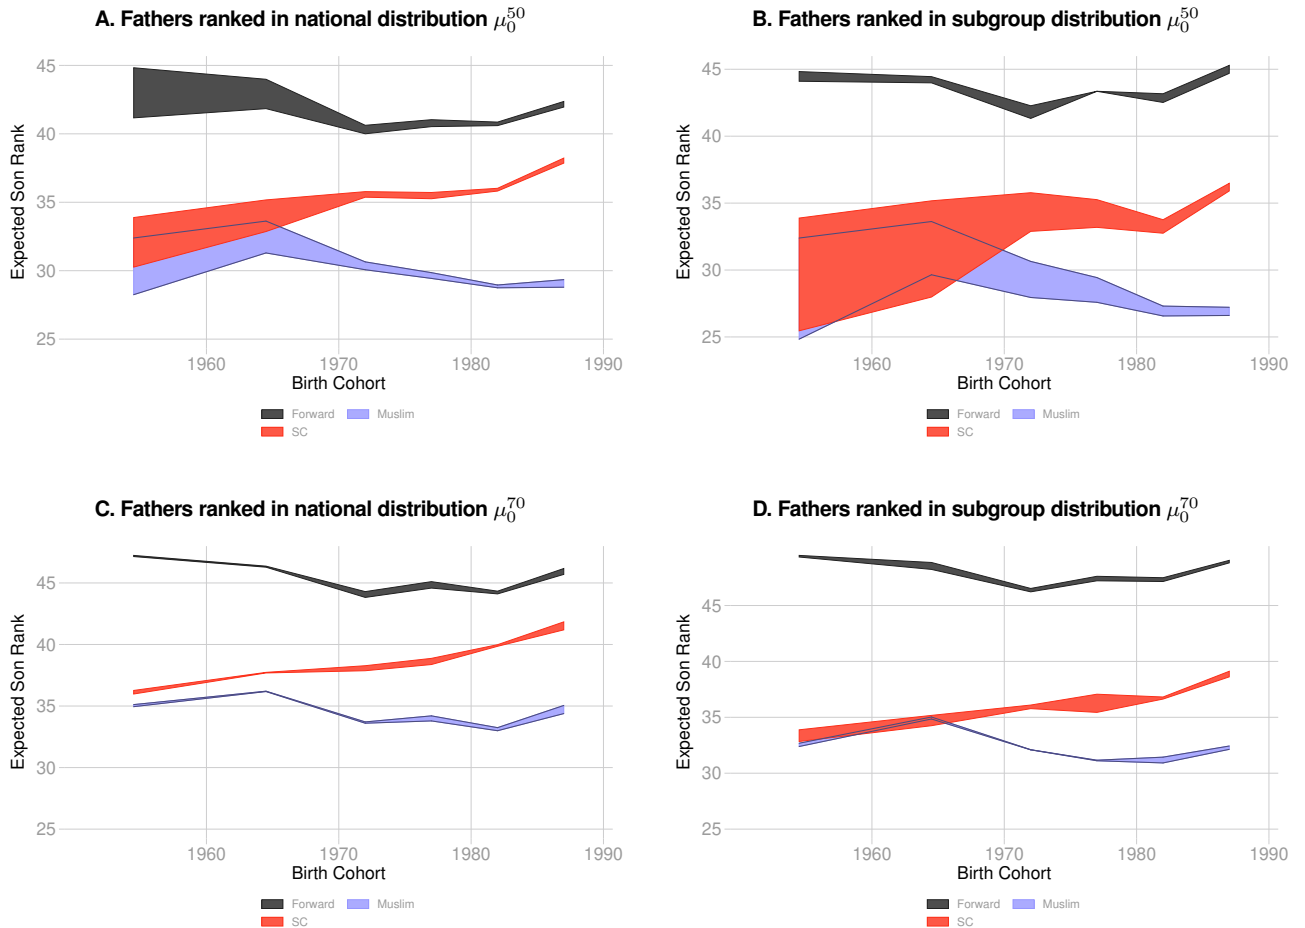 A. Fathers ranked in national distribution μ₀⁵⁰
45
40
35
30
25
Expected Son Rank
1960 1970 1980 1990
Birth Cohort
Forward Muslim
SC
B. Fathers ranked in subgroup distribution μ₀⁵⁰
45
40
35
30
25
Expected Son Rank
1960 1970 1980 1990
Birth Cohort
Forward Muslim
SC
C. Fathers ranked in national distribution μ₀⁷⁰
45
40
35
30
25
Expected Son Rank
1960 1970 1980 1990
Birth Cohort
Forward Muslim
SC
D. Fathers ranked in subgroup distribution μ₀⁷⁰
45
40
35
30
25
Expected Son Rank
1960 1970 1980 1990
Birth Cohort
Forward Muslim
SC